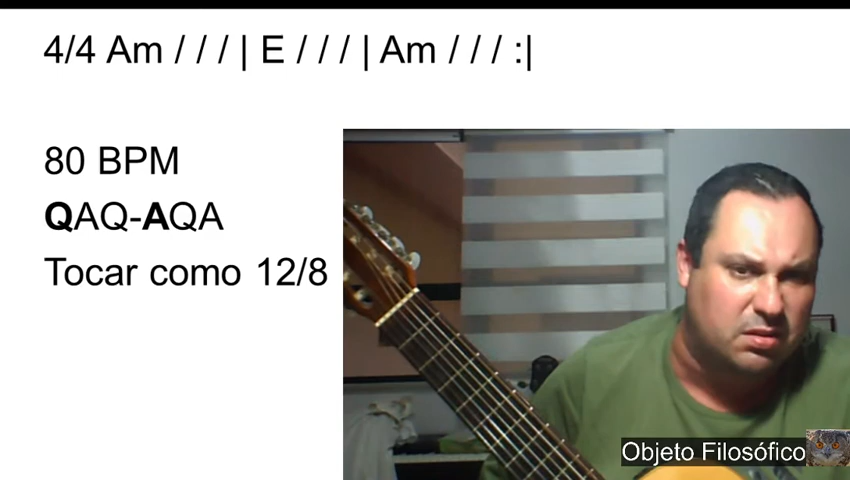 4/4 Am / / / | E / / / | Am / / / :|
80 BPM
QAQ-AQA
Tocar como 12/8
Objeto Filosófico